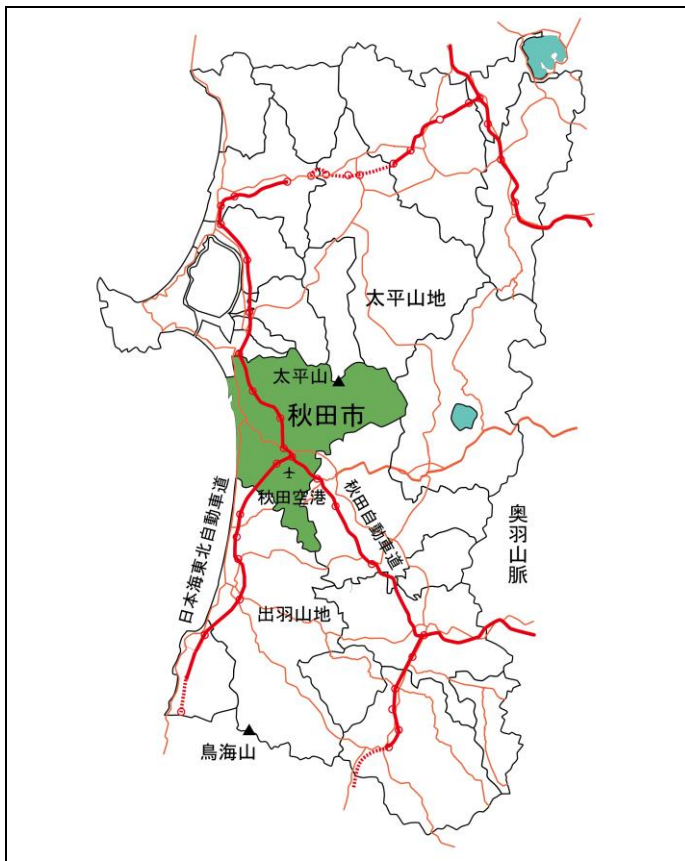 太平山地
太平山
秋田市
秋田空港
日本海東北自動車道
秋田自動車道
奥羽山脈
出羽山地
鳥海山